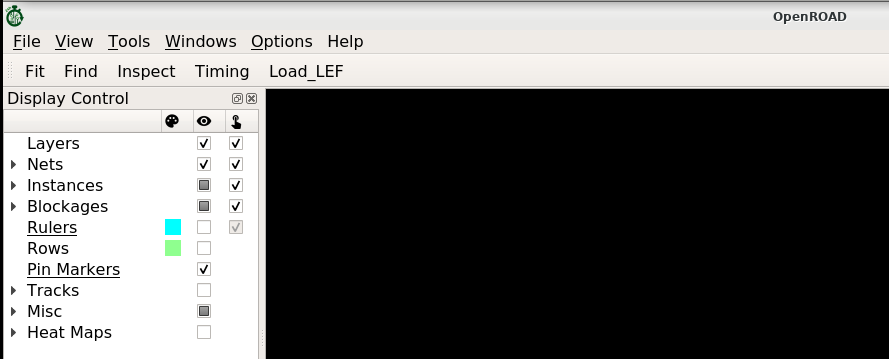 OpenROAD
File View Tools Windows Options Help
Fit Find Inspect Timing Load_LEF
Display Control
Layers
Nets
Instances
Blockages
Rulers
Rows
Pin Markers
Tracks
Misc
Heat Maps